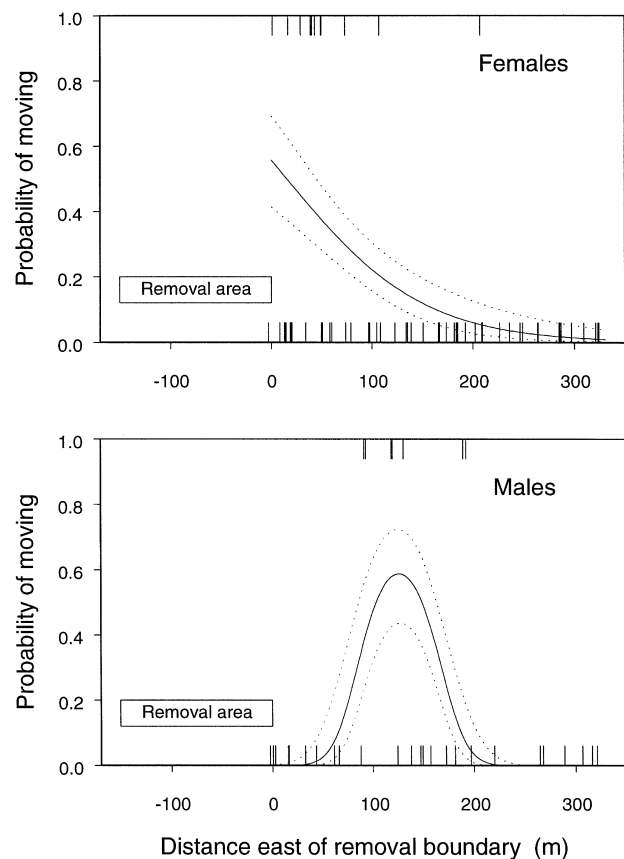 1.0
Females
0.8
0.6
0.4
0.2
0.0
Probability of moving
Removal area
-100 0 100 200 300
1.0
Males
0.8
0.6
0.4
0.2
0.0
Probability of moving
Removal area
-100 0 100 200 300
Distance east of removal boundary (m)